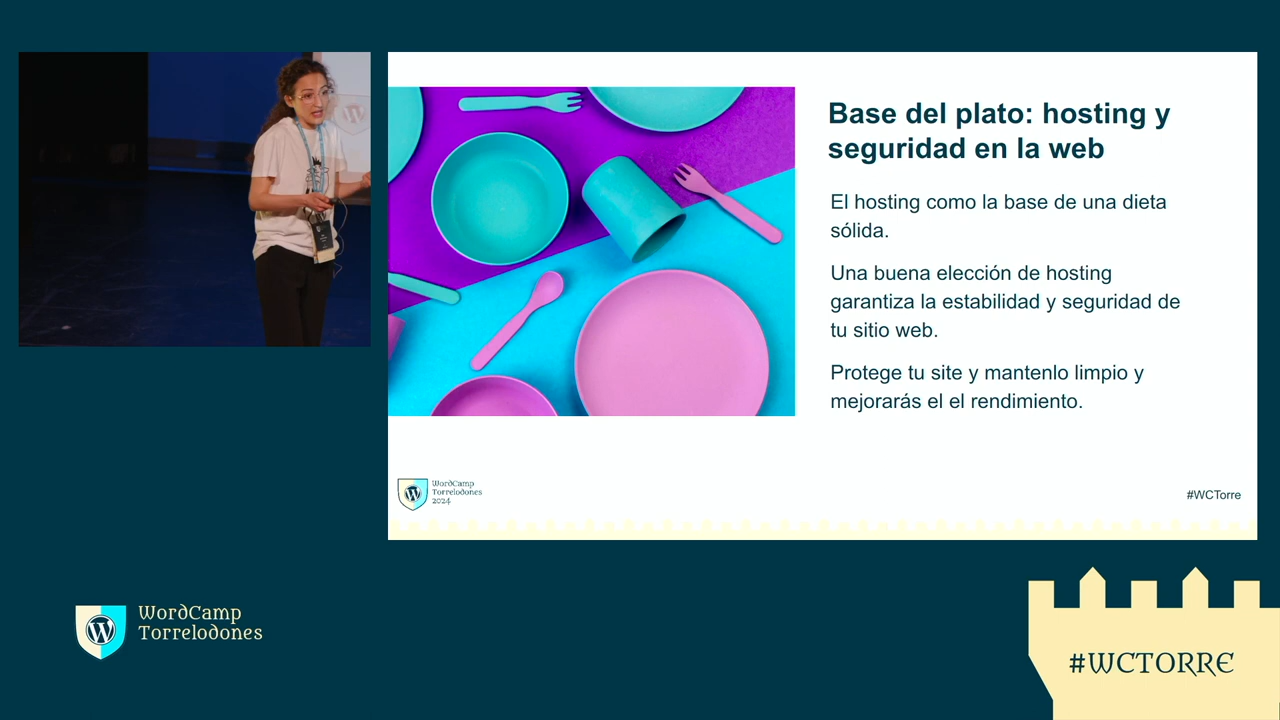 Base del plato: hosting y
seguridad en la web
El hosting como la base de una dieta
sólida.
Una buena elección de hosting
garantiza la estabilidad y seguridad de
tu sitio web.
Protege tu site y mantenlo limpio y
mejorarás el el rendimiento.
WordCamp
Torrelodones
2024
#WCTorre
WordCamp
Torrelodones
#WCTORRE